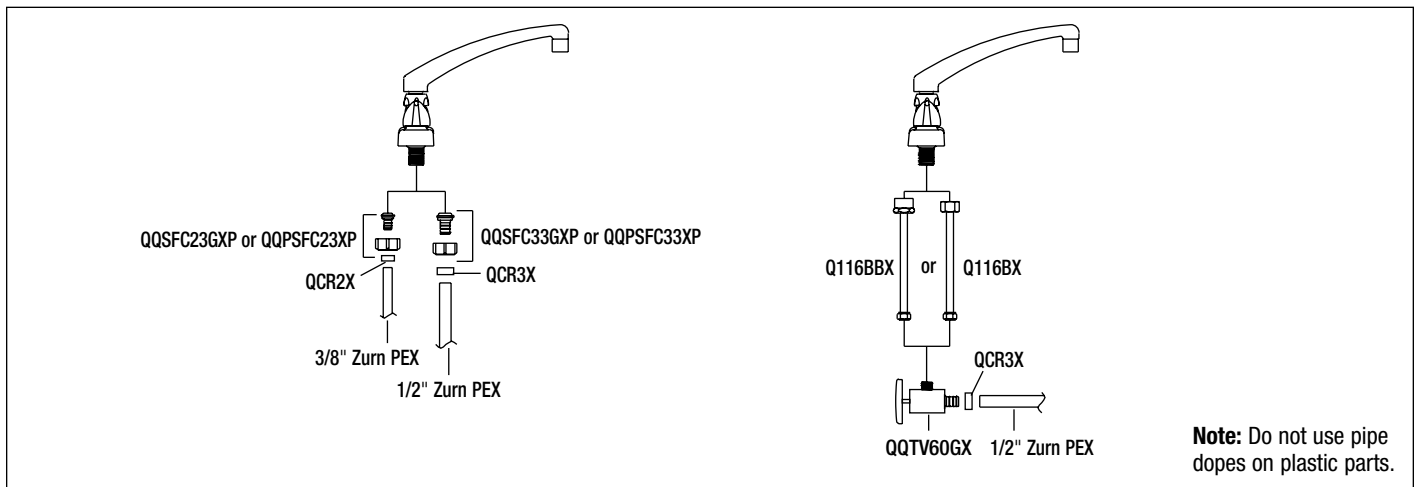 QQSFC23GXP or QQPSFC23XP
QQSFC33GXP or QQPSFC33XP
QCR2X
QCR3X
3/8" Zurn PEX
1/2" Zurn PEX
Q116BBX or Q116BX
QCR3X
QQTV60GX 1/2" Zurn PEX
Note: Do not use pipe
dopes on plastic parts.